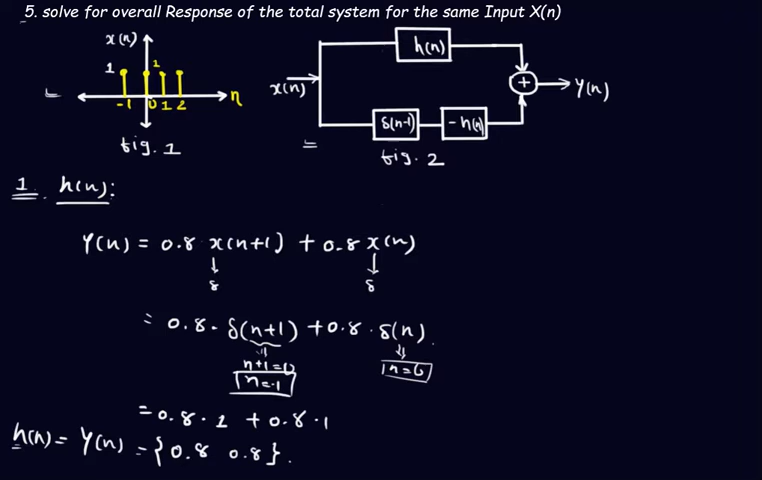 5. solve for overall Response of the total system for the same Input X(n)
x(n)
1 1
-1 0 1 2 n
fig. 1
x(n)
h(n)
δ(n-1) - h(n)
+ y(n)
fig. 2
1. h(n):
y(n) = 0.8 x(n+1) + 0.8 x(n)
↓ ↓
δ δ
= 0.8 . δ(n+1) + 0.8 . δ(n).
n+1=0
n=-1 n=0
= 0.8 . 1 + 0.8 . 1
h(n) = y(n) = {0.8 0.8}.